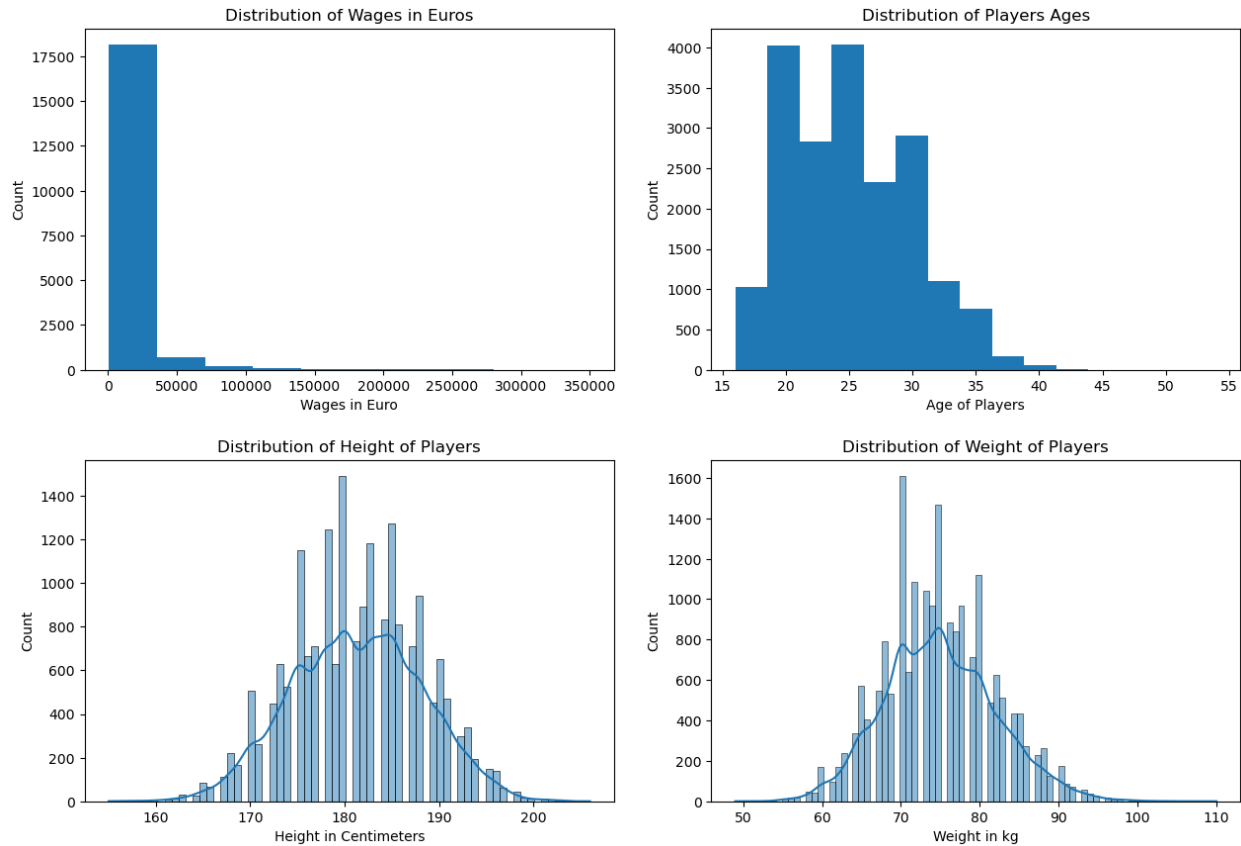 Distribution of Wages in Euros
17500
15000
12500
10000
7500
5000
2500
0
Count
0 50000 100000 150000 200000 250000 300000 350000
Wages in Euro
Distribution of Players Ages
4000
3500
3000
2500
2000
1500
1000
500
0
Count
15 20 25 30 35 40 45 50 55
Age of Players
Distribution of Height of Players
1400
1200
1000
800
600
400
200
0
Count
160 170 180 190 200
Height in Centimeters
Distribution of Weight of Players
1600
1400
1200
1000
800
600
400
200
0
Count
50 60 70 80 90 100 110
Weight in kg